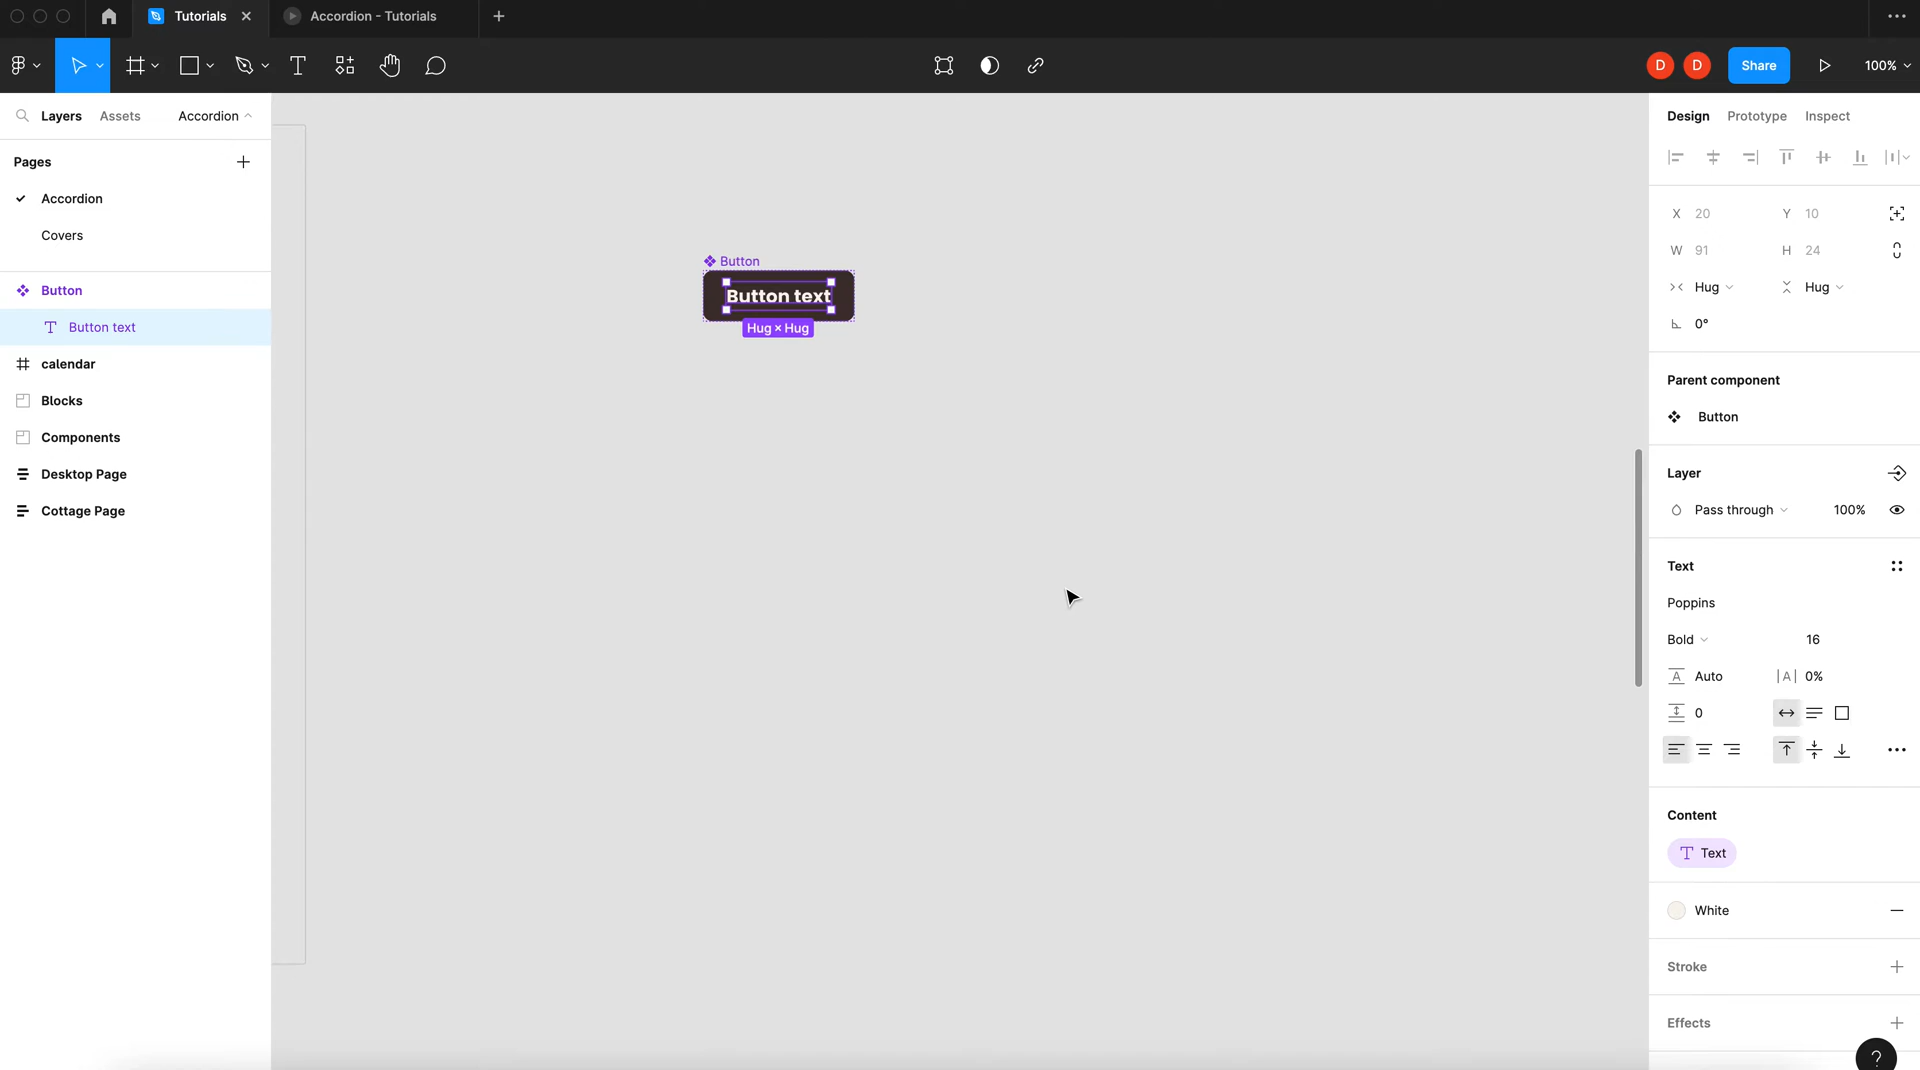 Tutorials
Accordion - Tutorials
D
D
Share
100%
Layers
Assets
Accordion
Pages
Accordion
Covers
Button
Button text
calendar
Blocks
Components
Desktop Page
Cottage Page
Button
Button text
Hug × Hug
Design
Prototype
Inspect
X 20
Y 10
W 91
H 24
Hug
Hug
0°
Parent component
Button
Layer
Pass through
100%
Text
Poppins
Bold
16
A Auto
|A| 0%
0
Content
T Text
White
Stroke
Effects
?